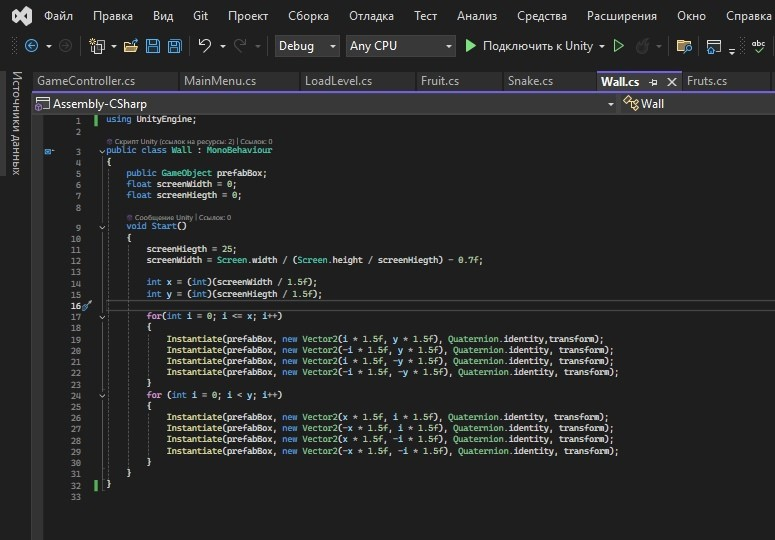 Файл Правка Вид Git Проект Сборка Отладка Тест Анализ Средства Расширения Окно Справка
Debug Any CPU Подключить к Unity abc
Источники данных
GameController.cs MainMenu.cs LoadLevel.cs Fruit.cs Snake.cs Wall.cs Fruts.cs
Assembly-CSharp Wall
1 using UnityEngine;
2
Скрипт Unity (ссылок на ресурсы: 2) | Ссылок: 0
3 public class Wall : MonoBehaviour
4 {
5 public GameObject prefabBox;
6 float screenWidth = 0;
7 float screenHiegth = 0;
8
Сообщение Unity | Ссылок: 0
9 void Start()
10 {
11 screenHiegth = 25;
12 screenWidth = Screen.width / (Screen.height / screenHiegth) - 0.7f;
13
14 int x = (int)(screenWidth / 1.5f);
15 int y = (int)(screenHiegth / 1.5f);
16
17 for(int i = 0; i <= x; i++)
18 {
19 Instantiate(prefabBox, new Vector2(i * 1.5f, y * 1.5f), Quaternion.identity,transform);
20 Instantiate(prefabBox, new Vector2(-i * 1.5f, y * 1.5f), Quaternion.identity, transform);
21 Instantiate(prefabBox, new Vector2(i * 1.5f, -y * 1.5f), Quaternion.identity, transform);
22 Instantiate(prefabBox, new Vector2(-i * 1.5f, -y * 1.5f), Quaternion.identity, transform);
23 }
24 for (int i = 0; i < y; i++)
25 {
26 Instantiate(prefabBox, new Vector2(x * 1.5f, i * 1.5f), Quaternion.identity, transform);
27 Instantiate(prefabBox, new Vector2(-x * 1.5f, i * 1.5f), Quaternion.identity, transform);
28 Instantiate(prefabBox, new Vector2(x * 1.5f, -i * 1.5f), Quaternion.identity, transform);
29 Instantiate(prefabBox, new Vector2(-x * 1.5f, -i * 1.5f), Quaternion.identity, transform);
30 }
31 }
32 }
33